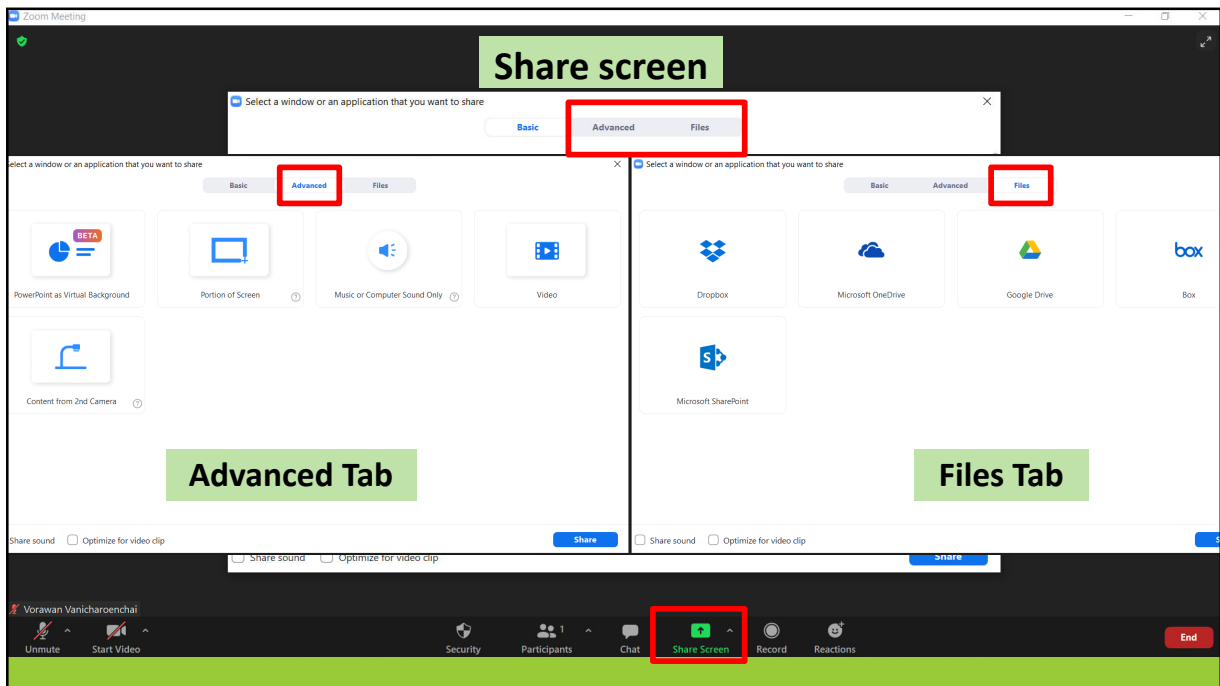 Zoom Meeting
Share screen
Select a window or an application that you want to share
Basic Advanced Files
Select a window or an application that you want to share
Basic Advanced Files
BETA
PowerPoint as Virtual Background
Portion of Screen
Music or Computer Sound Only
Video
Content from 2nd Camera
Advanced Tab
Share sound Optimize for video clip Share
Select a window or an application that you want to share
Basic Advanced Files
Dropbox
Microsoft OneDrive
Google Drive
box
Box
S
Microsoft SharePoint
Files Tab
Share sound Optimize for video clip S
Share sound Optimize for video clip Share
Vorawan Vanicharoenchai
1
Unmute Start Video Security Participants Chat Share Screen Record Reactions End